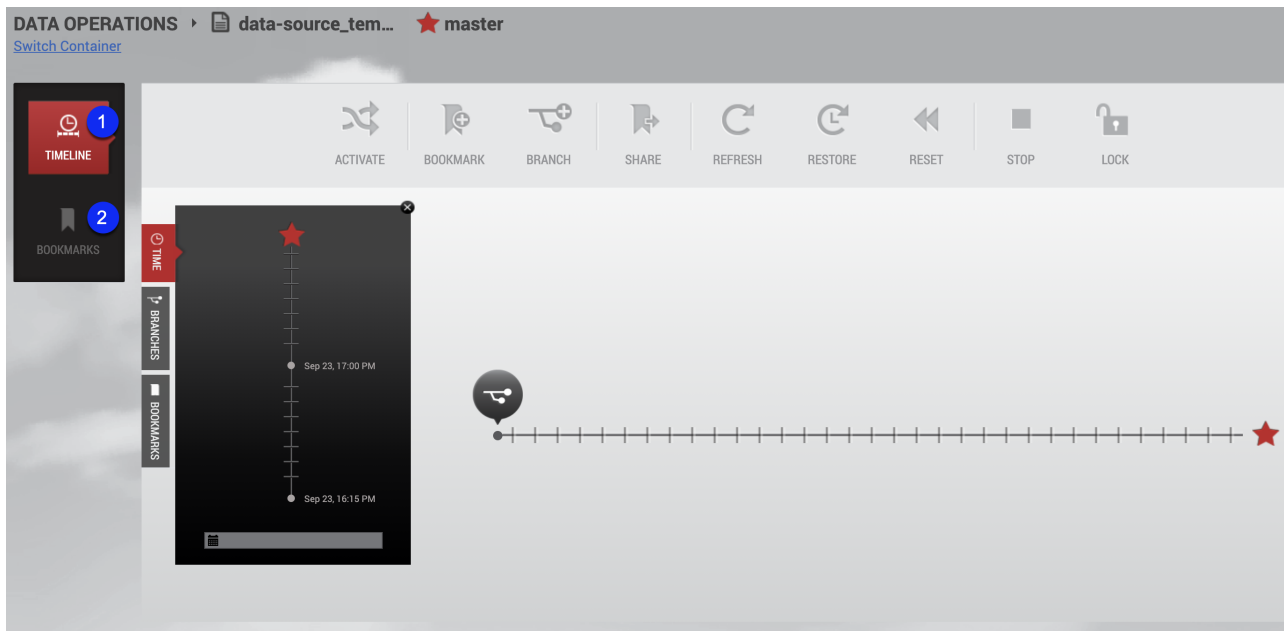 DATA OPERATIONS data-source_tem... master
Switch Container
1
TIMELINE
2
BOOKMARKS
ACTIVATE BOOKMARK BRANCH SHARE REFRESH RESTORE RESET STOP LOCK
TIME
BRANCHES
BOOKMARKS
Sep 23, 17:00 PM
Sep 23, 16:15 PM